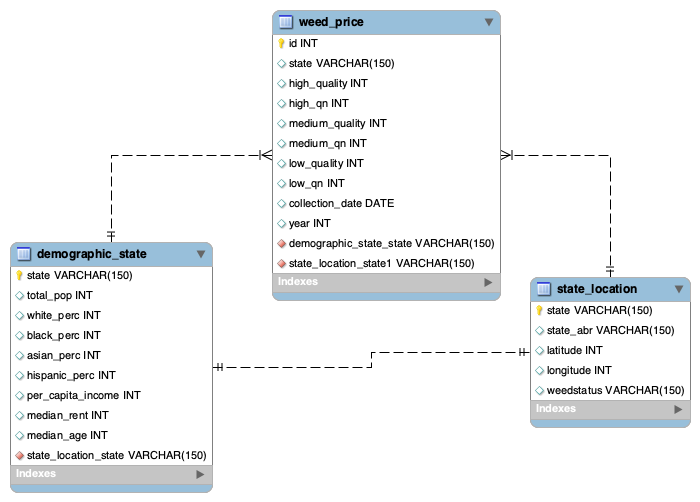 weed_price
id INT
state VARCHAR(150)
high_quality INT
high_qn INT
medium_quality INT
medium_qn INT
low_quality INT
low_qn INT
collection_date DATE
year INT
demographic_state_state VARCHAR(150)
state_location_state1 VARCHAR(150)
Indexes
demographic_state
state VARCHAR(150)
total_pop INT
white_perc INT
black_perc INT
asian_perc INT
hispanic_perc INT
per_capita_income INT
median_rent INT
median_age INT
state_location_state VARCHAR(150)
Indexes
state_location
state VARCHAR(150)
state_abr VARCHAR(150)
latitude INT
longitude INT
weedstatus VARCHAR(150)
Indexes